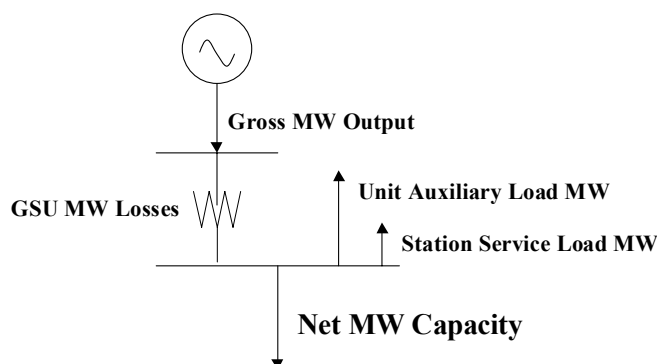 Gross MW Output
Unit Auxiliary Load MW
GSU MW Losses
Station Service Load MW
Net MW Capacity